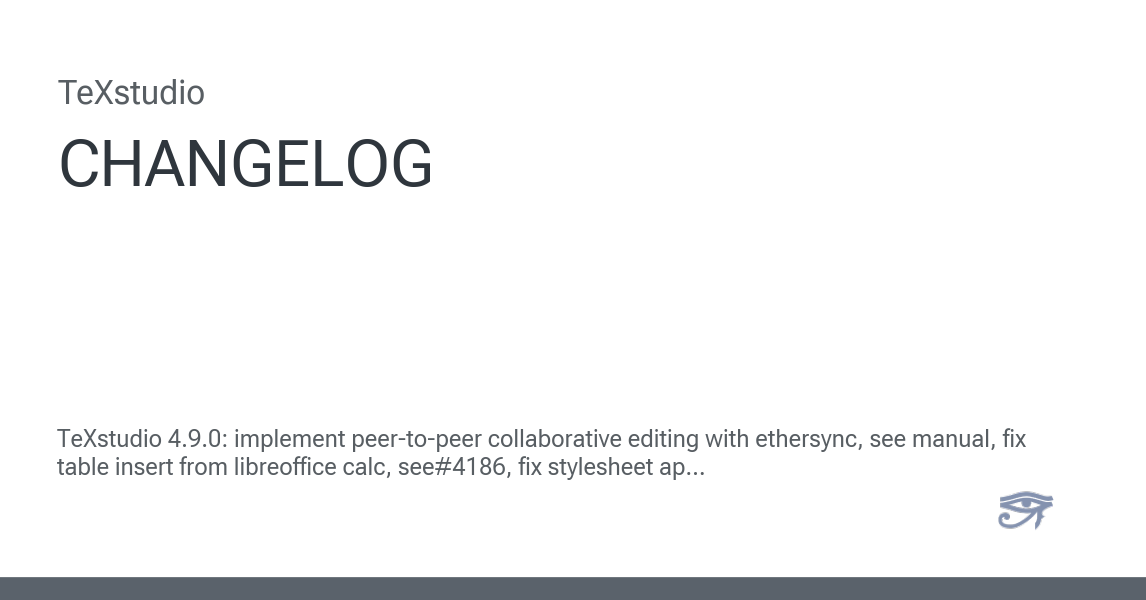 TeXstudio
CHANGELOG
TeXstudio 4.9.0: implement peer-to-peer collaborative editing with ethersync, see manual, fix
table insert from libreoffice calc, see#4186, fix stylesheet ap...